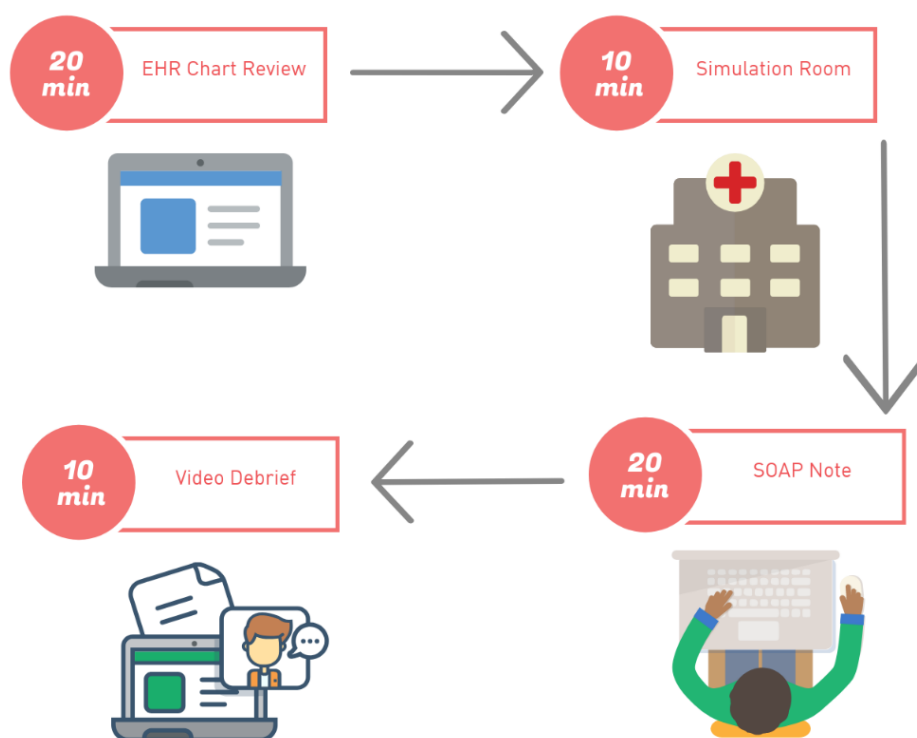 20
min
EHR Chart Review
10
min
Simulation Room
20
min
SOAP Note
10
min
Video Debrief